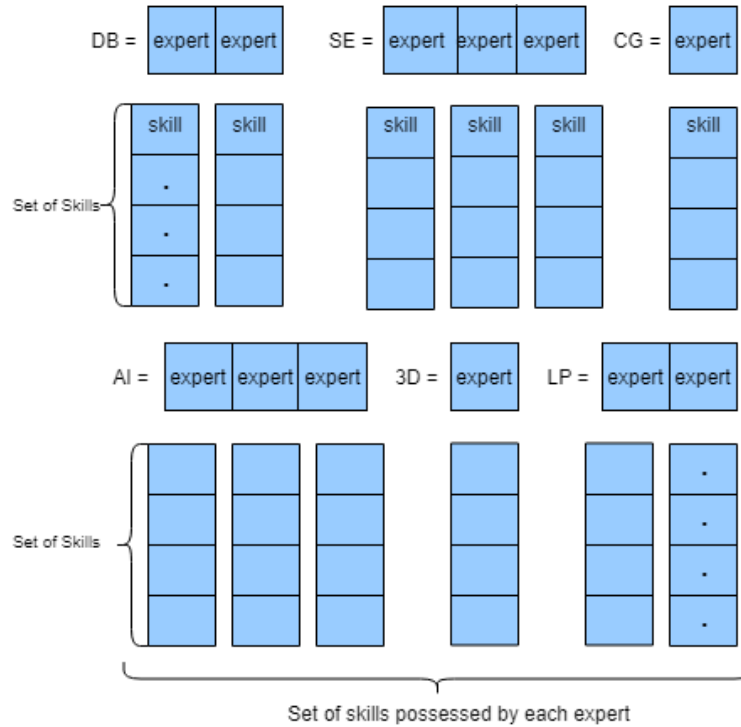 DB = expert expert SE = expert expert expert CG = expert
skill skill skill skill skill skill
Set of Skills
AI = expert expert expert 3D = expert LP = expert expert
Set of Skills
Set of skills possessed by each expert